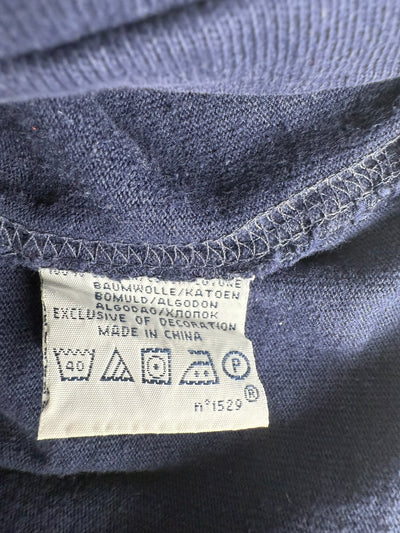 BAUMWOLLE/KATOEN
BOMULD/ALGODON
ALGODAO/ХЛОПОК
EXCLUSIVE OF DECORATION
MADE IN CHINA
40 P
n°1529 ®